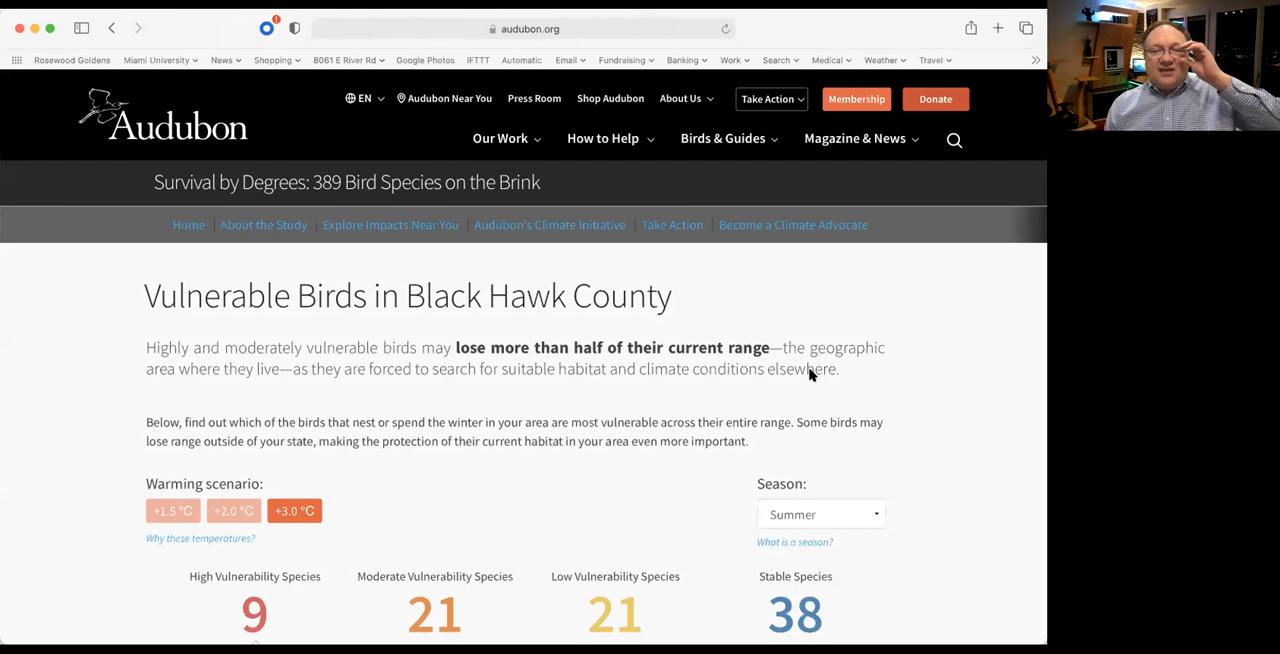 audubon.org
Rosewood Goldens Miami University News Shopping 8061 E River Rd Google Photos IFTTT Automatic Email Fundraising Banking Work Search Medical Weather Travel
EN Audubon Near You Press Room Shop Audubon About Us Take Action Membership Donate
Audubon
Our Work How to Help Birds & Guides Magazine & News
Survival by Degrees: 389 Bird Species on the Brink
Home About the Study Explore Impacts Near You Audubon's Climate Initiative Take Action Become a Climate Advocate
Vulnerable Birds in Black Hawk County
Highly and moderately vulnerable birds may lose more than half of their current range—the geographic
area where they live—as they are forced to search for suitable habitat and climate conditions elsewhere.
Below, find out which of the birds that nest or spend the winter in your area are most vulnerable across their entire range. Some birds may
lose range outside of your state, making the protection of their current habitat in your area even more important.
Warming scenario: Season:
+1.5 °C +2.0 °C +3.0 °C Summer
Why these temperatures? What is a season?
High Vulnerability Species Moderate Vulnerability Species Low Vulnerability Species Stable Species
9 21 21 38